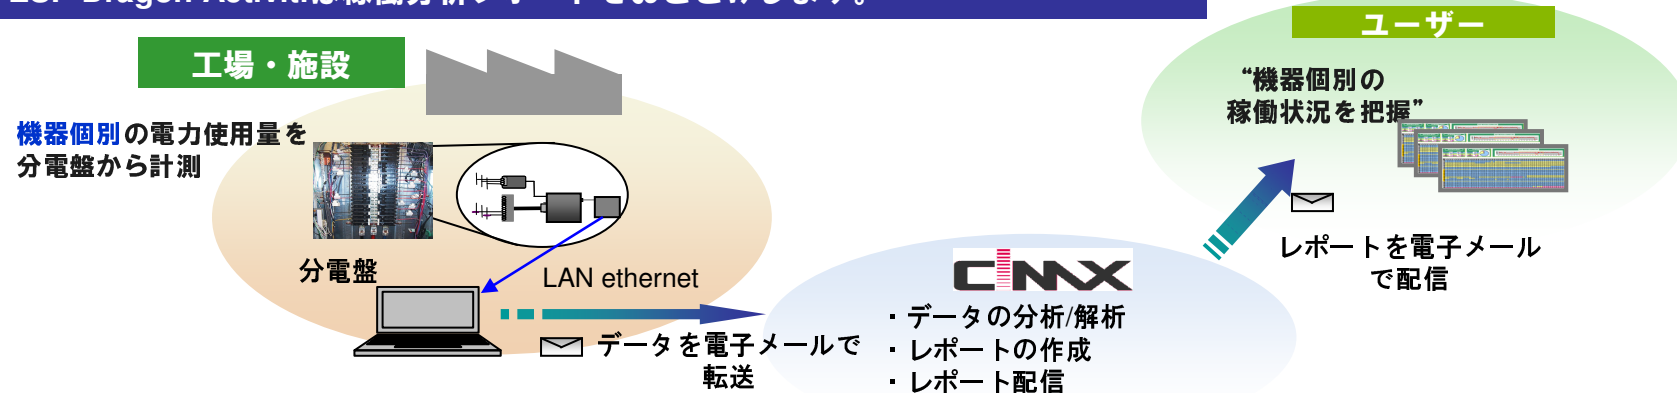 ユーザー
工場・施設
“機器個別の
稼働状況を把握”
機器個別の電力使用量を
分電盤から計測
分電盤
LAN ethernet
レポートを電子メール
で配信
CIMX
データを電子メールで
転送
・データの分析/解析
・レポートの作成
・レポート配信